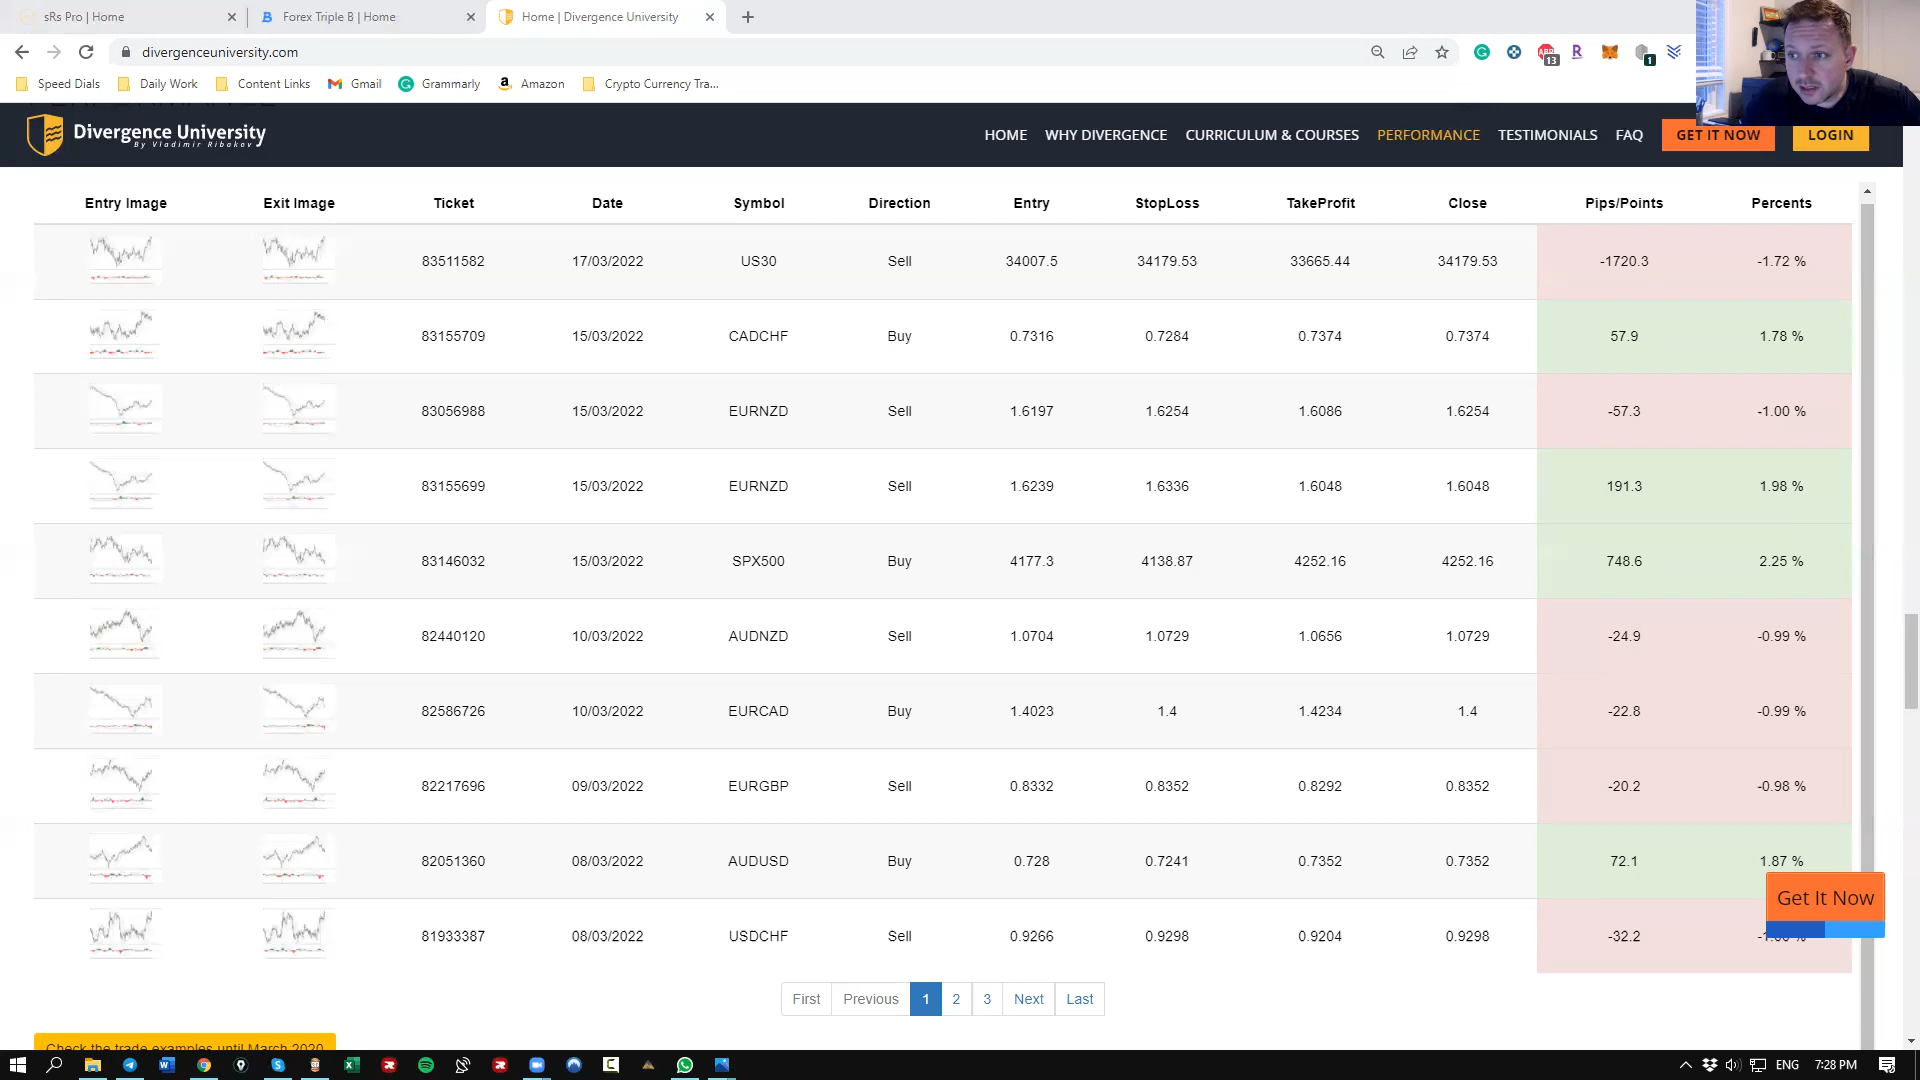 sRs Pro | Home
Forex Triple B | Home
Home | Divergence University
divergenceuniversity.com
13
1
Speed Dials
Daily Work
Content Links
Gmail
Grammarly
Amazon
Crypto Currency Tra...
Divergence University
By Vladimir Ribakov
HOME WHY DIVERGENCE CURRICULUM & COURSES PERFORMANCE TESTIMONIALS FAQ GET IT NOW LOGIN
Entry Image Exit Image Ticket Date Symbol Direction Entry StopLoss TakeProfit Close Pips/Points Percents
83511582 17/03/2022 US30 Sell 34007.5 34179.53 33665.44 34179.53 -1720.3 -1.72 %
83155709 15/03/2022 CADCHF Buy 0.7316 0.7284 0.7374 0.7374 57.9 1.78 %
83056988 15/03/2022 EURNZD Sell 1.6197 1.6254 1.6086 1.6254 -57.3 -1.00 %
83155699 15/03/2022 EURNZD Sell 1.6239 1.6336 1.6048 1.6048 191.3 1.98 %
83146032 15/03/2022 SPX500 Buy 4177.3 4138.87 4252.16 4252.16 748.6 2.25 %
82440120 10/03/2022 AUDNZD Sell 1.0704 1.0729 1.0656 1.0729 -24.9 -0.99 %
82586726 10/03/2022 EURCAD Buy 1.4023 1.4 1.4234 1.4 -22.8 -0.99 %
82217696 09/03/2022 EURGBP Sell 0.8332 0.8352 0.8292 0.8352 -20.2 -0.98 %
82051360 08/03/2022 AUDUSD Buy 0.728 0.7241 0.7352 0.7352 72.1 1.87 %
Get It Now
81933387 08/03/2022 USDCHF Sell 0.9266 0.9298 0.9204 0.9298 -32.2
First Previous 1 2 3 Next Last
Check the trade examples until March 2020
ENG 7:28 PM